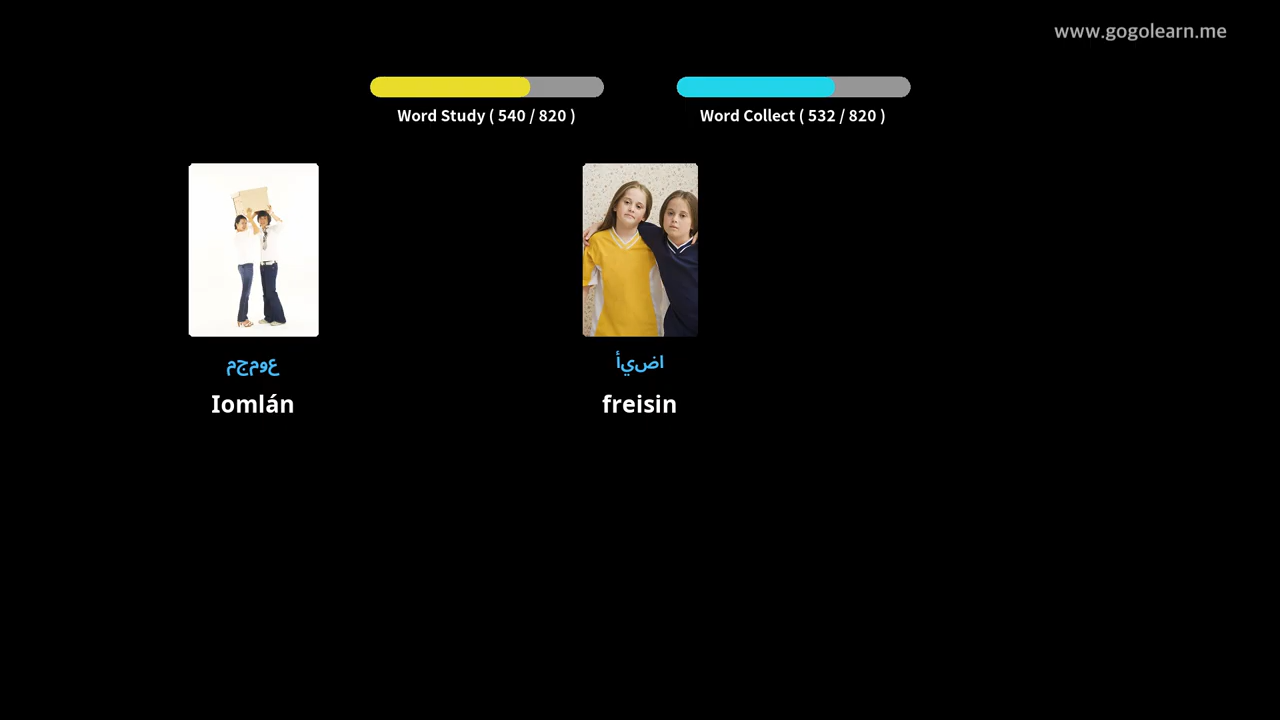 www.gogolearn.me
Word Study ( 540 / 820 )
Word Collect ( 532 / 820 )
عومجم
Iomlán
اضيأ
freisin